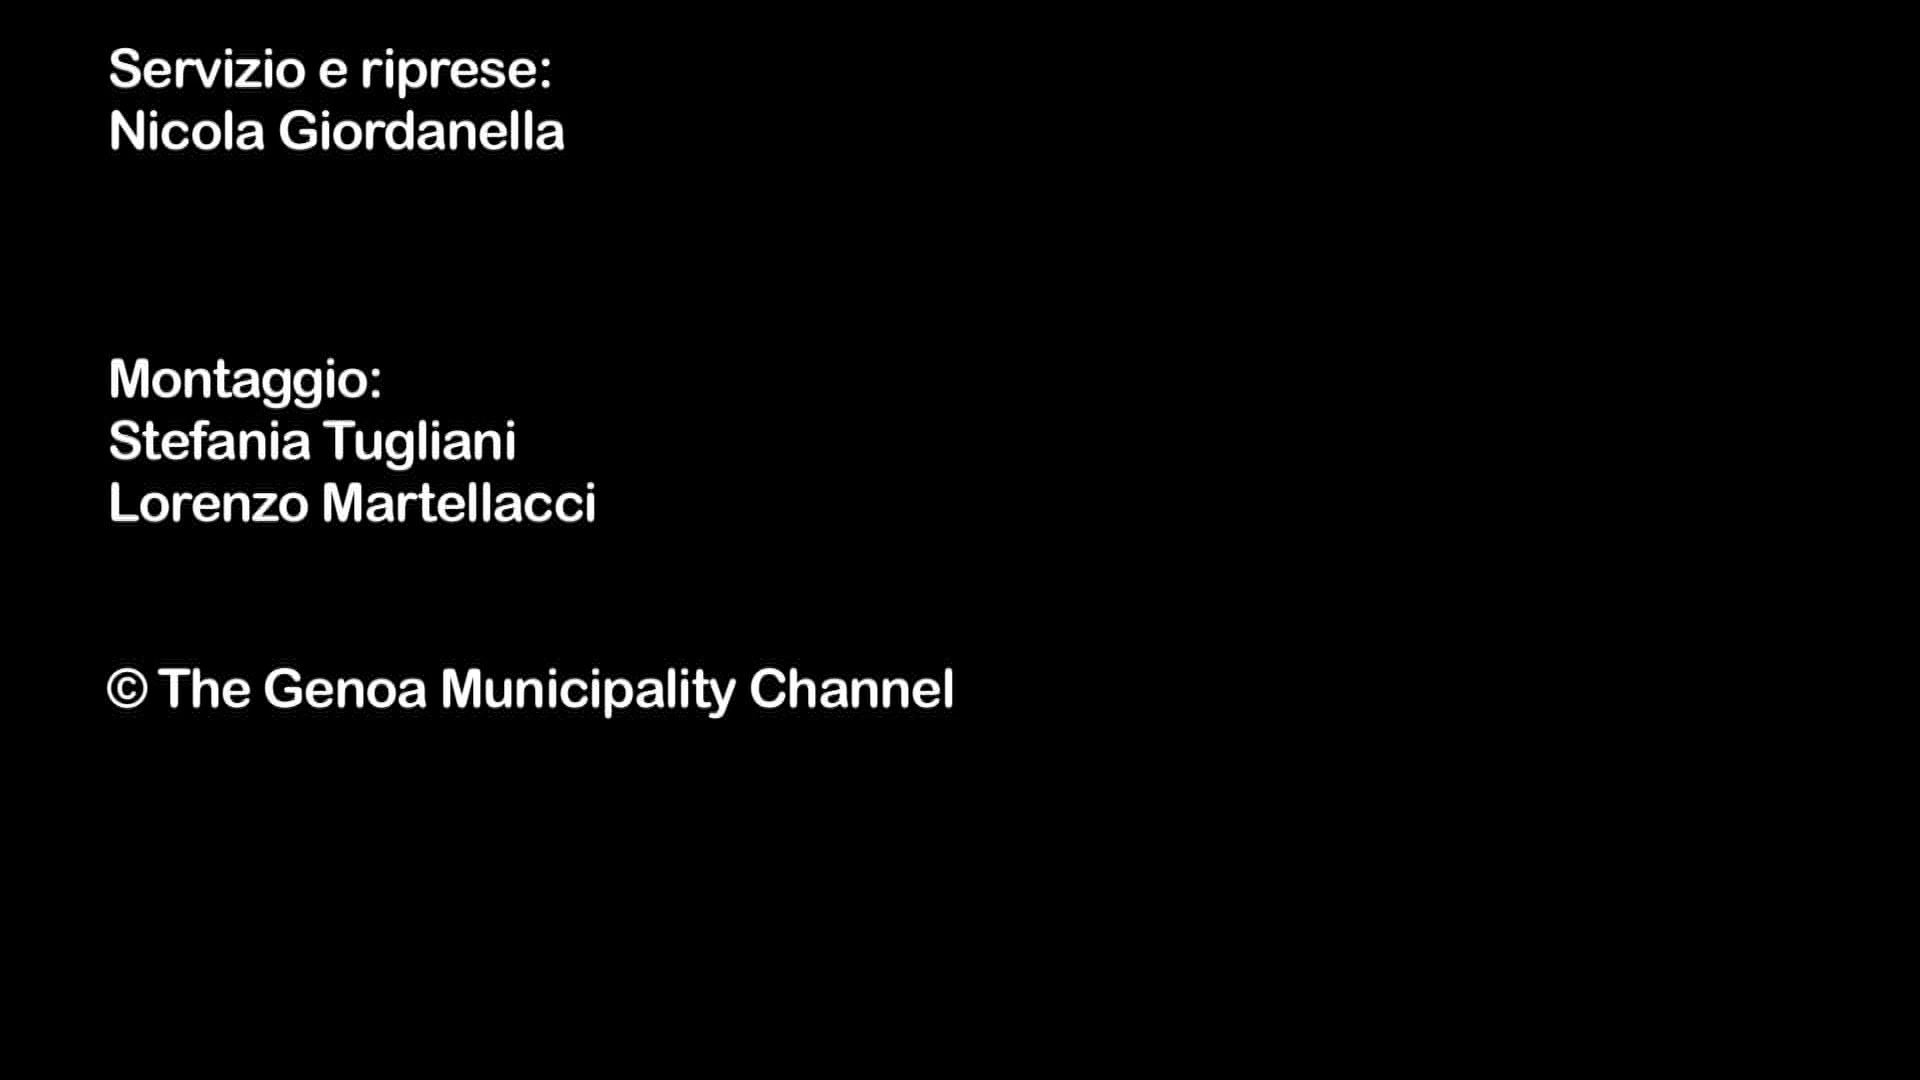 Servizio e riprese:
Nicola Giordanella
Montaggio:
Stefania Tugliani
Lorenzo Martellacci
© The Genoa Municipality Channel